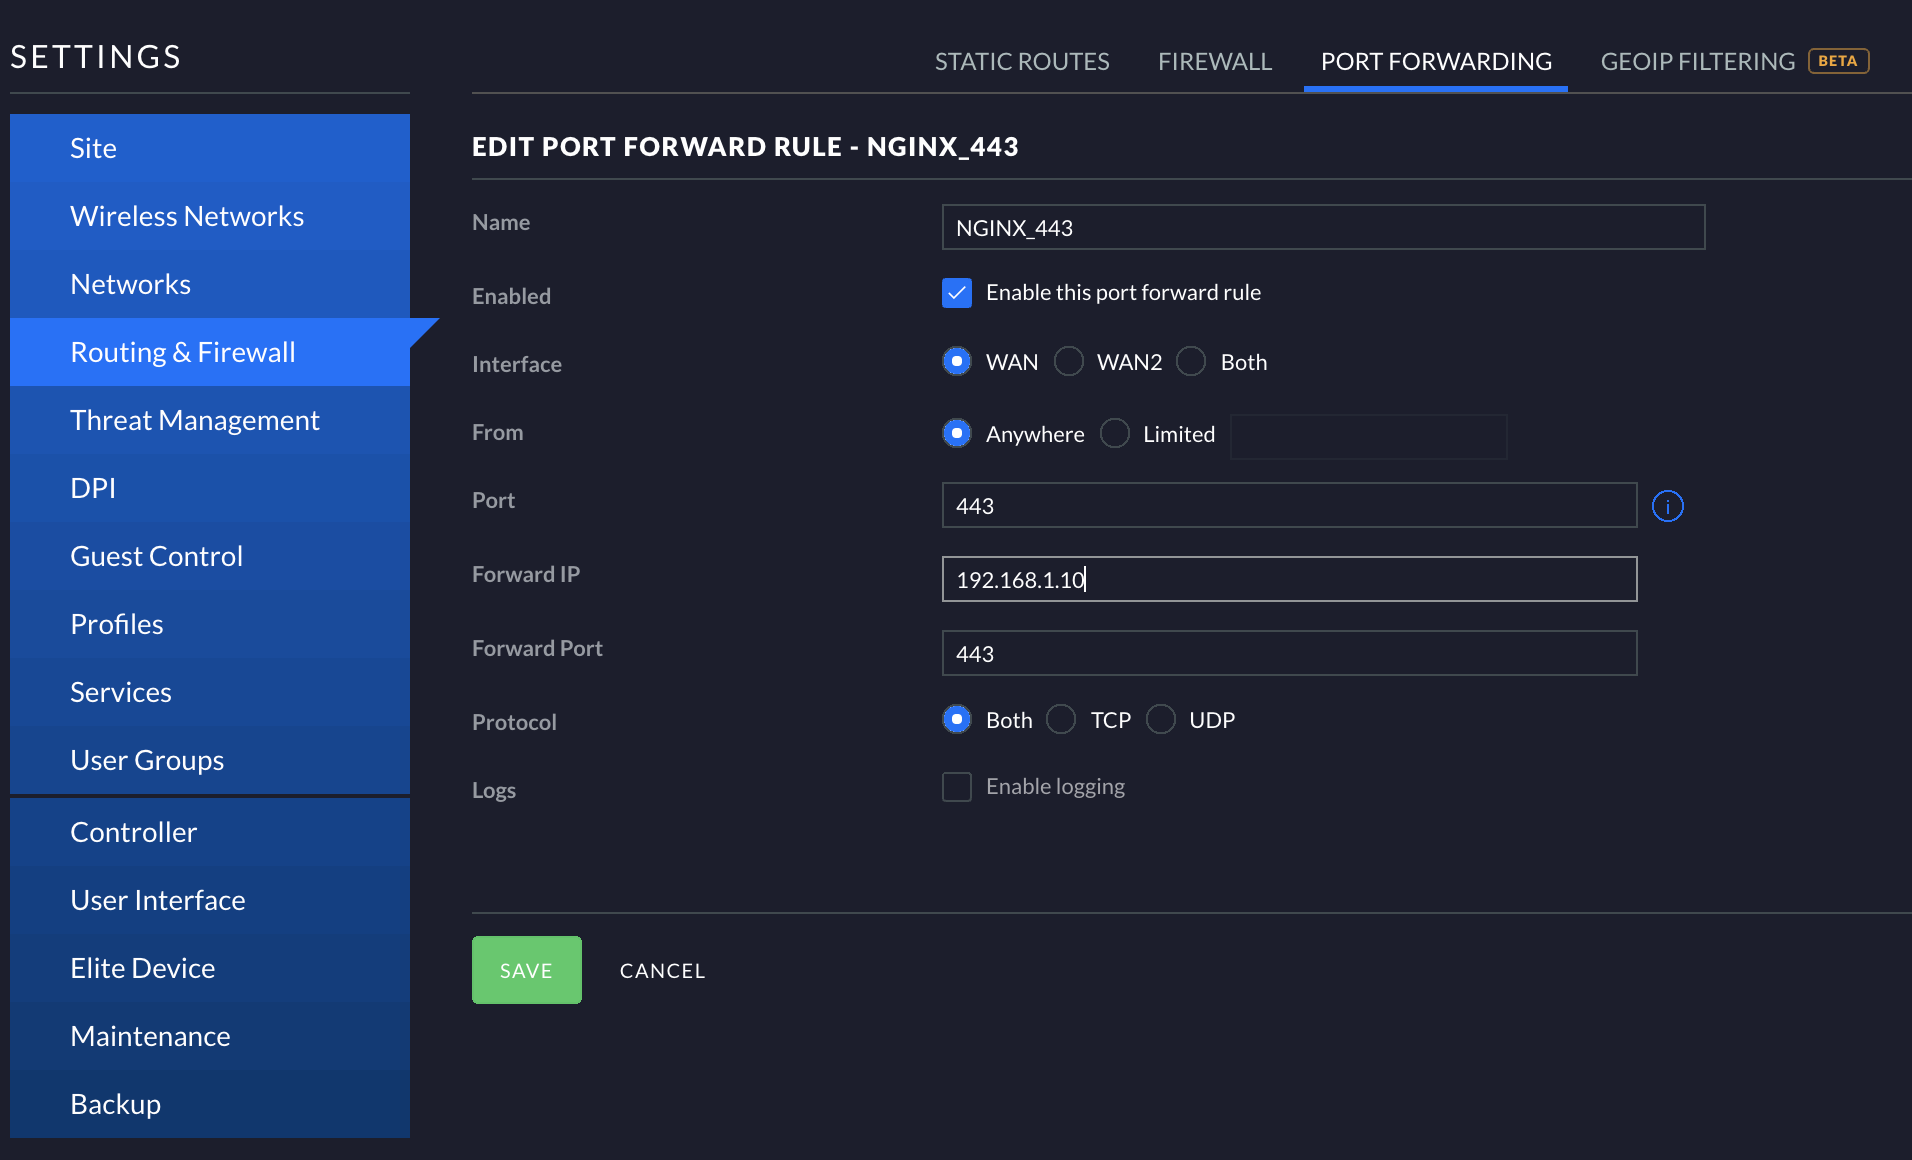 SETTINGS
STATIC ROUTES FIREWALL PORT FORWARDING GEOIP FILTERING BETA
Site
Wireless Networks
Networks
Routing & Firewall
Threat Management
DPI
Guest Control
Profiles
Services
User Groups
Controller
User Interface
Elite Device
Maintenance
Backup
EDIT PORT FORWARD RULE - NGINX_443
Name NGINX_443
Enabled Enable this port forward rule
Interface WAN WAN2 Both
From Anywhere Limited
Port 443 i
Forward IP 192.168.1.10
Forward Port 443
Protocol Both TCP UDP
Logs Enable logging
SAVE CANCEL